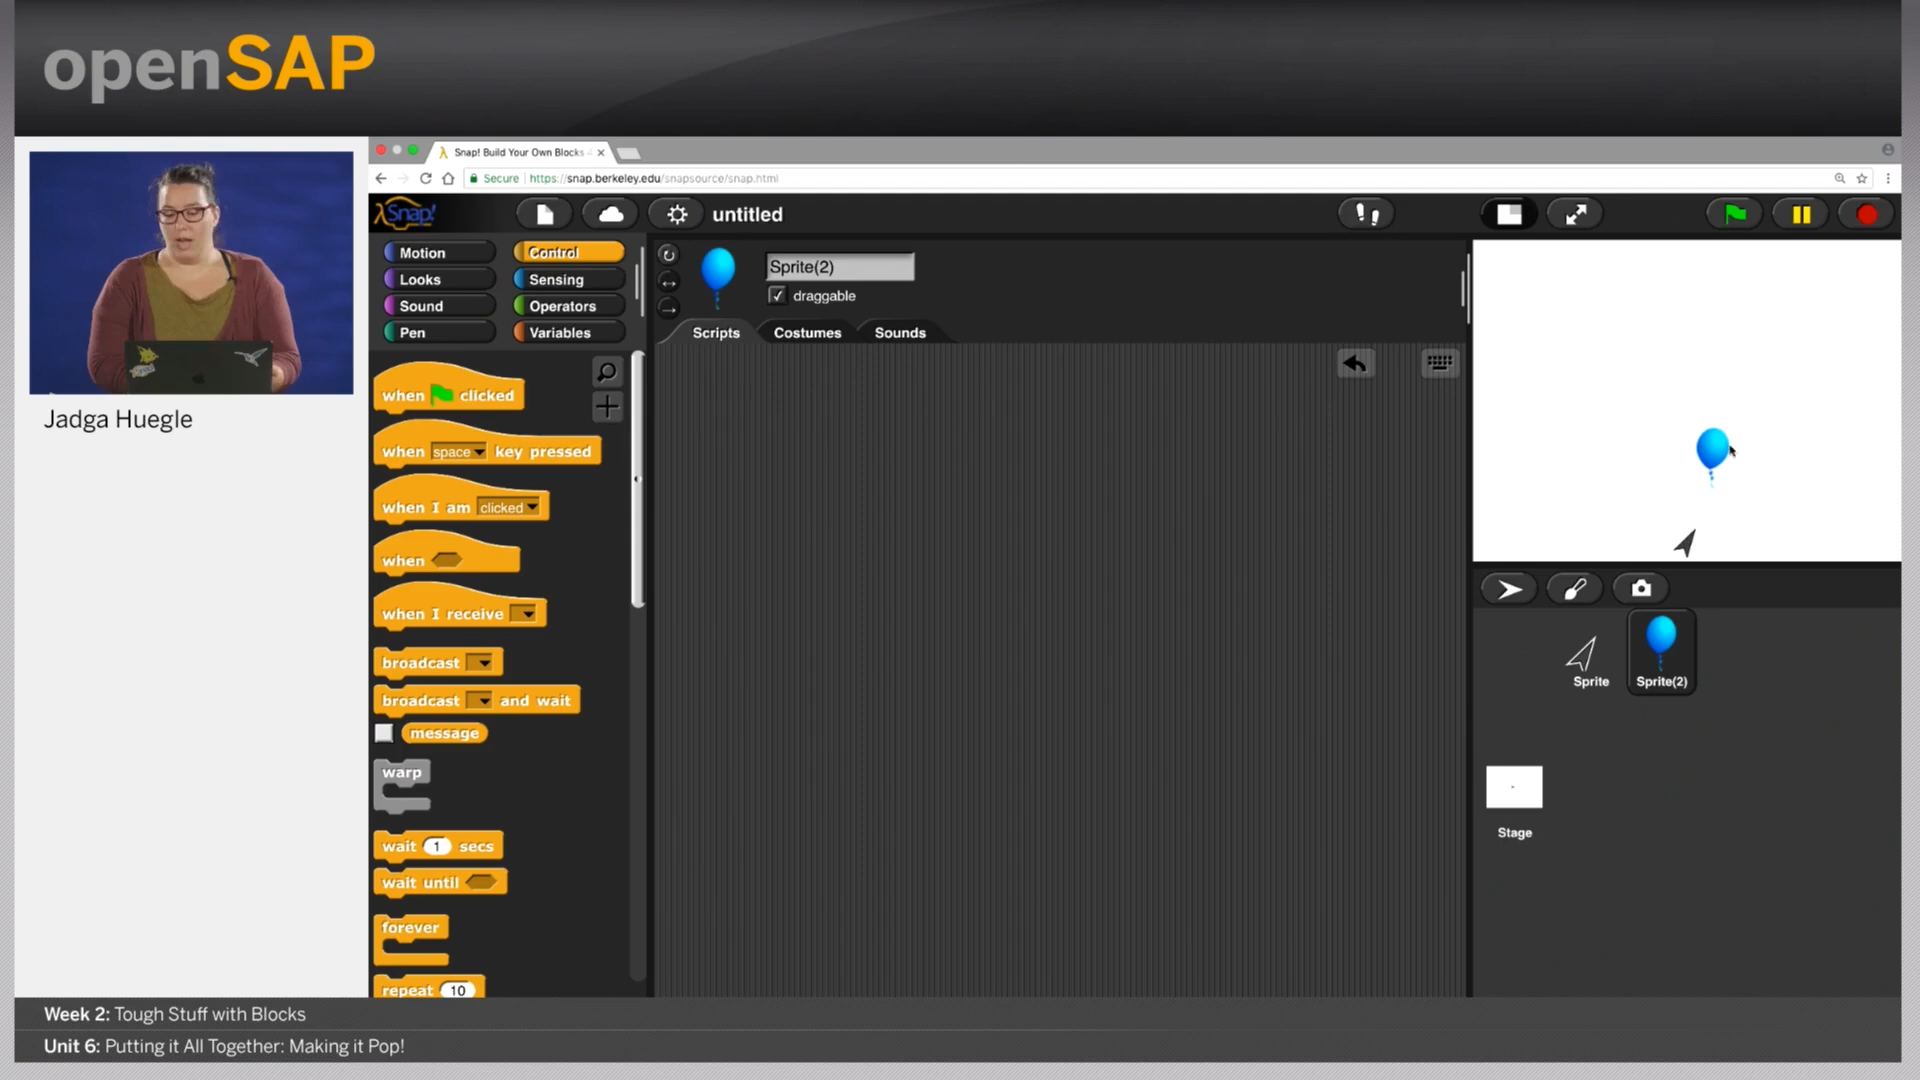 openSAP
Jadga Huegle
Snap! Build Your Own Blocks
Secure https://snap.berkeley.edu/snapsource/snap.html
λSnap!
untitled
Motion
Control
Looks
Sensing
Sound
Operators
Pen
Variables
Sprite(2)
draggable
Scripts
Costumes
Sounds
when clicked
when space key pressed
when I am clicked
when
when I receive
broadcast
broadcast and wait
message
warp
wait 1 secs
wait until
forever
repeat 10
Sprite
Sprite(2)
Stage
Week 2: Tough Stuff with Blocks
Unit 6: Putting it All Together: Making it Pop!